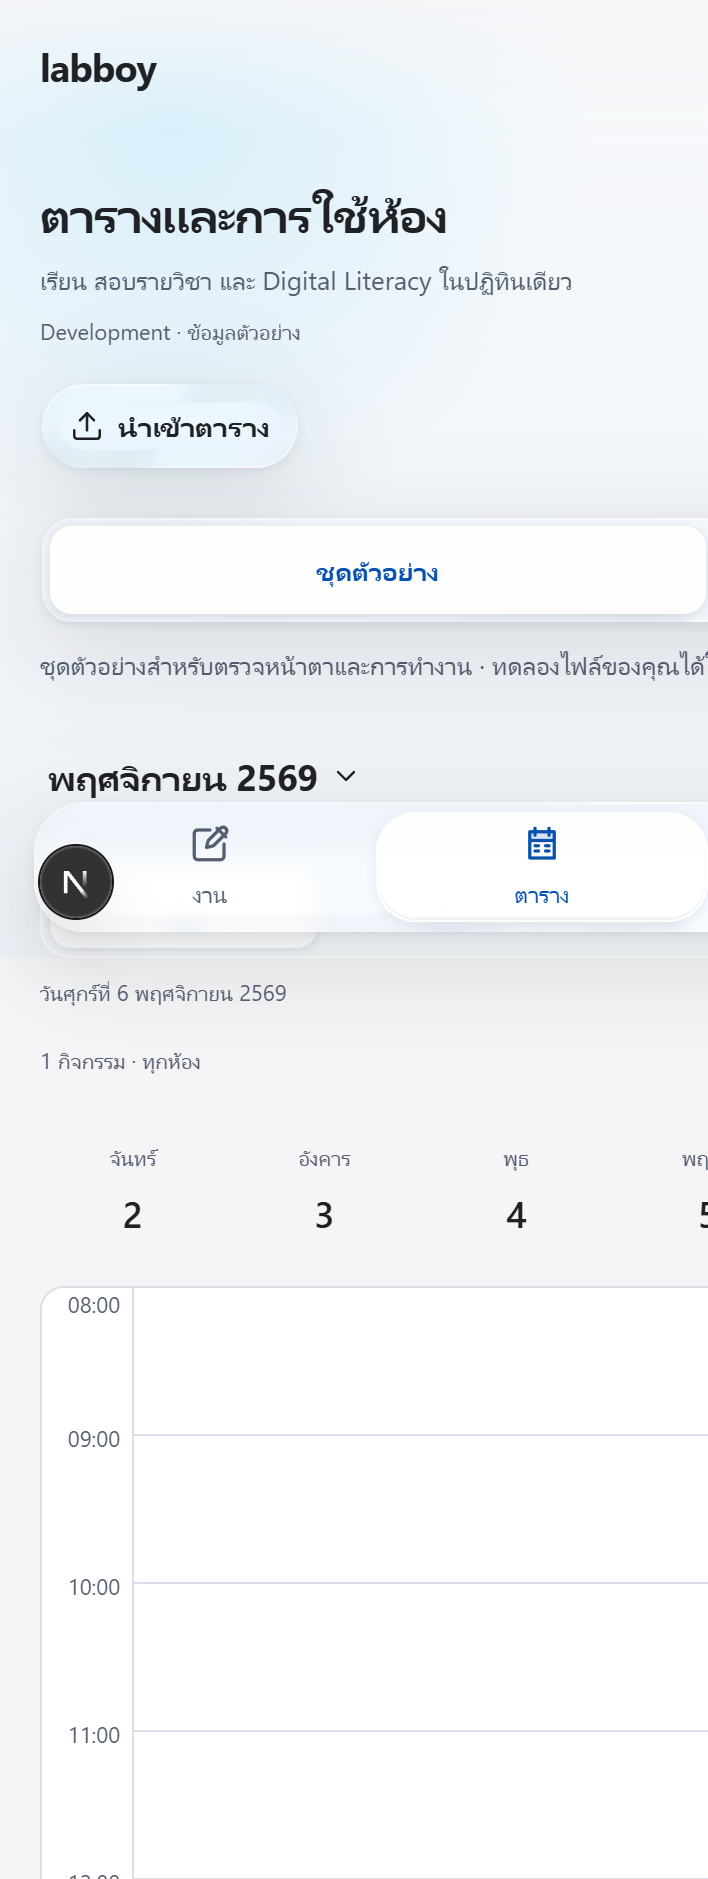 labboy
ตารางและการใช้ห้อง
เรียน สอบรายวิชา และ Digital Literacy ในปฏิทินเดียว
Development · ข้อมูลตัวอย่าง
นำเข้าตาราง
ชุดตัวอย่าง
ชุดตัวอย่างสำหรับตรวจหน้าตาและการทำงาน · ทดลองไฟล์ของคุณได้
พฤศจิกายน 2569
N
งาน
ตาราง
วันศุกร์ที่ 6 พฤศจิกายน 2569
1 กิจกรรม · ทุกห้อง
จันทร์ อังคาร พุธ
2 3 4
08:00
09:00
10:00
11:00